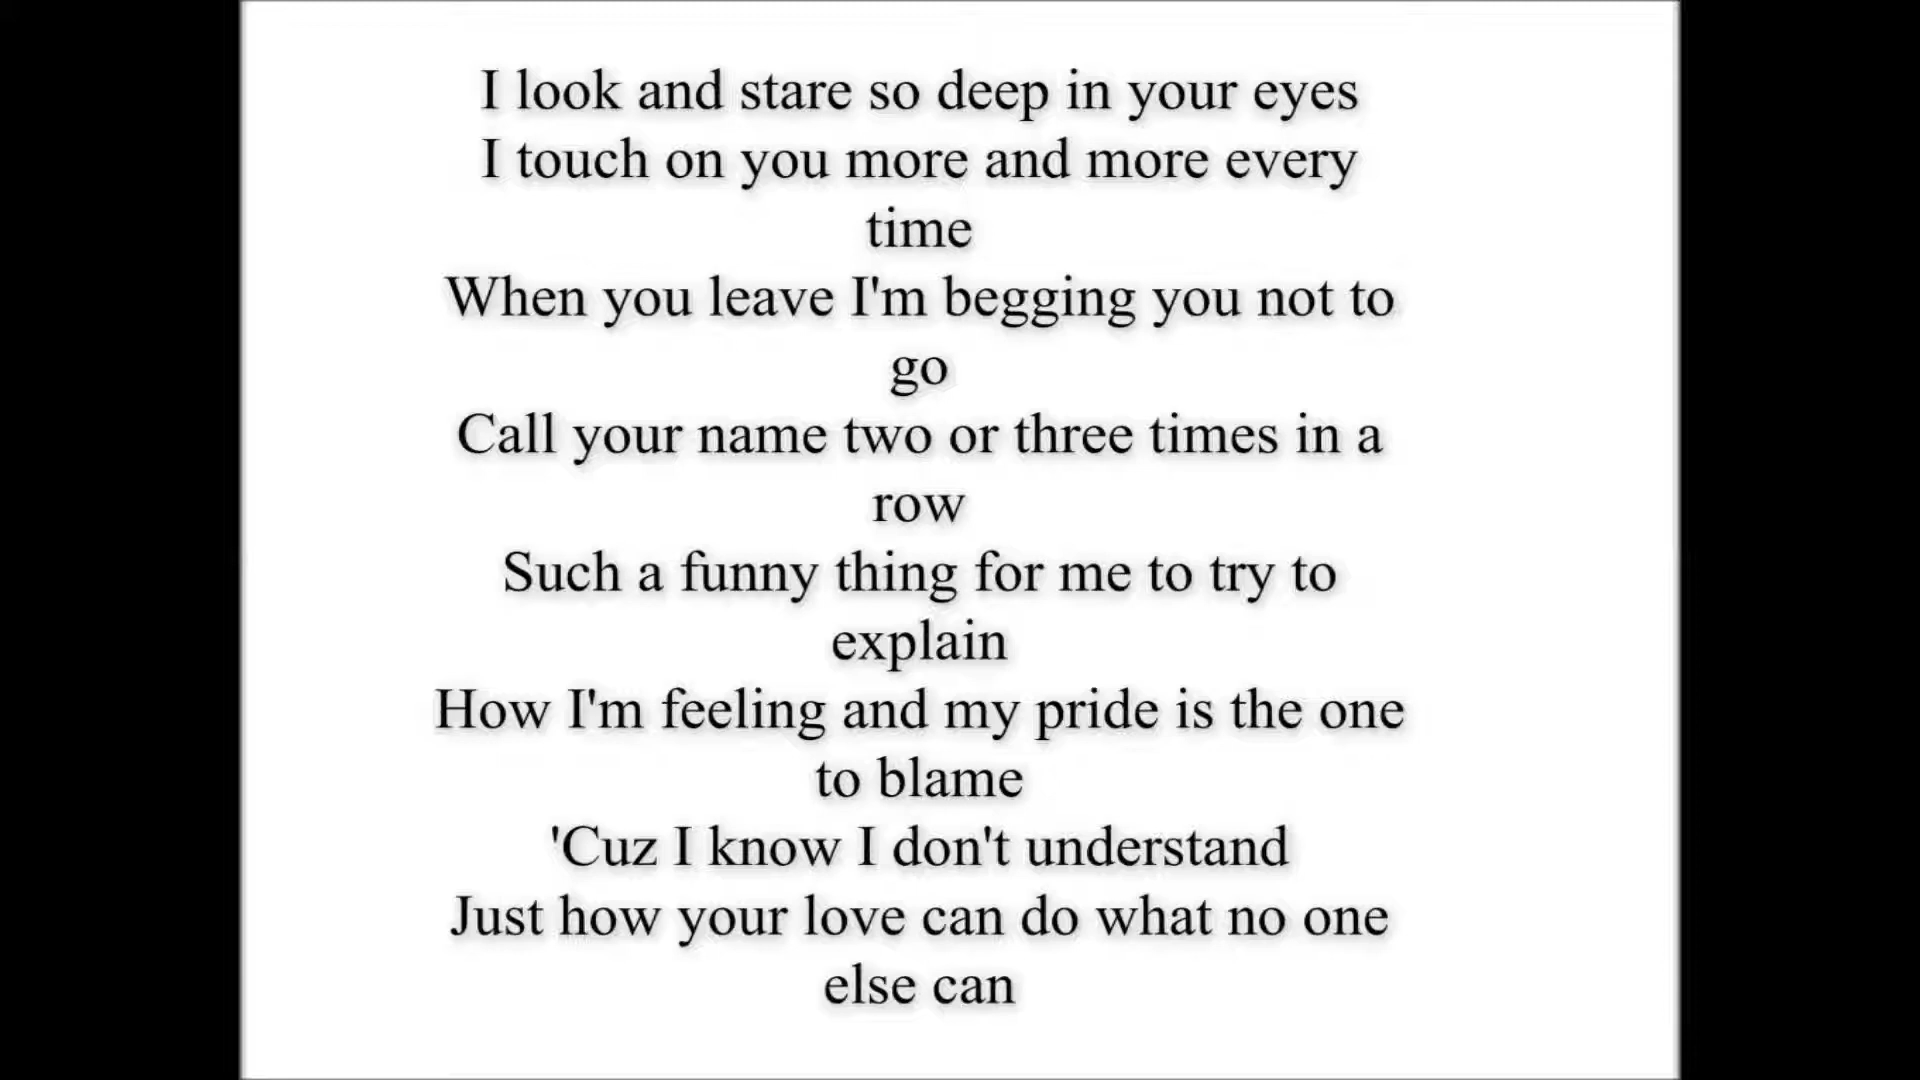 I look and stare so deep in your eyes
I touch on you more and more every
time
When you leave I'm begging you not to
go
Call your name two or three times in a
row
Such a funny thing for me to try to
explain
How I'm feeling and my pride is the one
to blame
'Cuz I know I don't understand
Just how your love can do what no one
else can